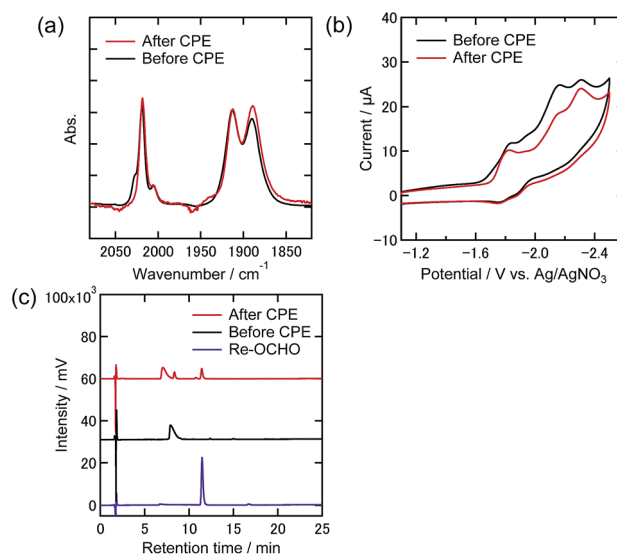 (a)
After CPE
Before CPE
Abs.
2050 2000 1950 1900 1850
Wavenumber / cm⁻¹
(b)
Before CPE
After CPE
Current / μA
40
30
20
10
0
−10
−1.2 −1.6 −2.0 −2.4
Potential / V vs. Ag/AgNO₃
(c)
After CPE
Before CPE
Re-OCHO
Intensity / mV
100x10³
80
60
40
20
0
0 5 10 15 20 25
Retention time / min